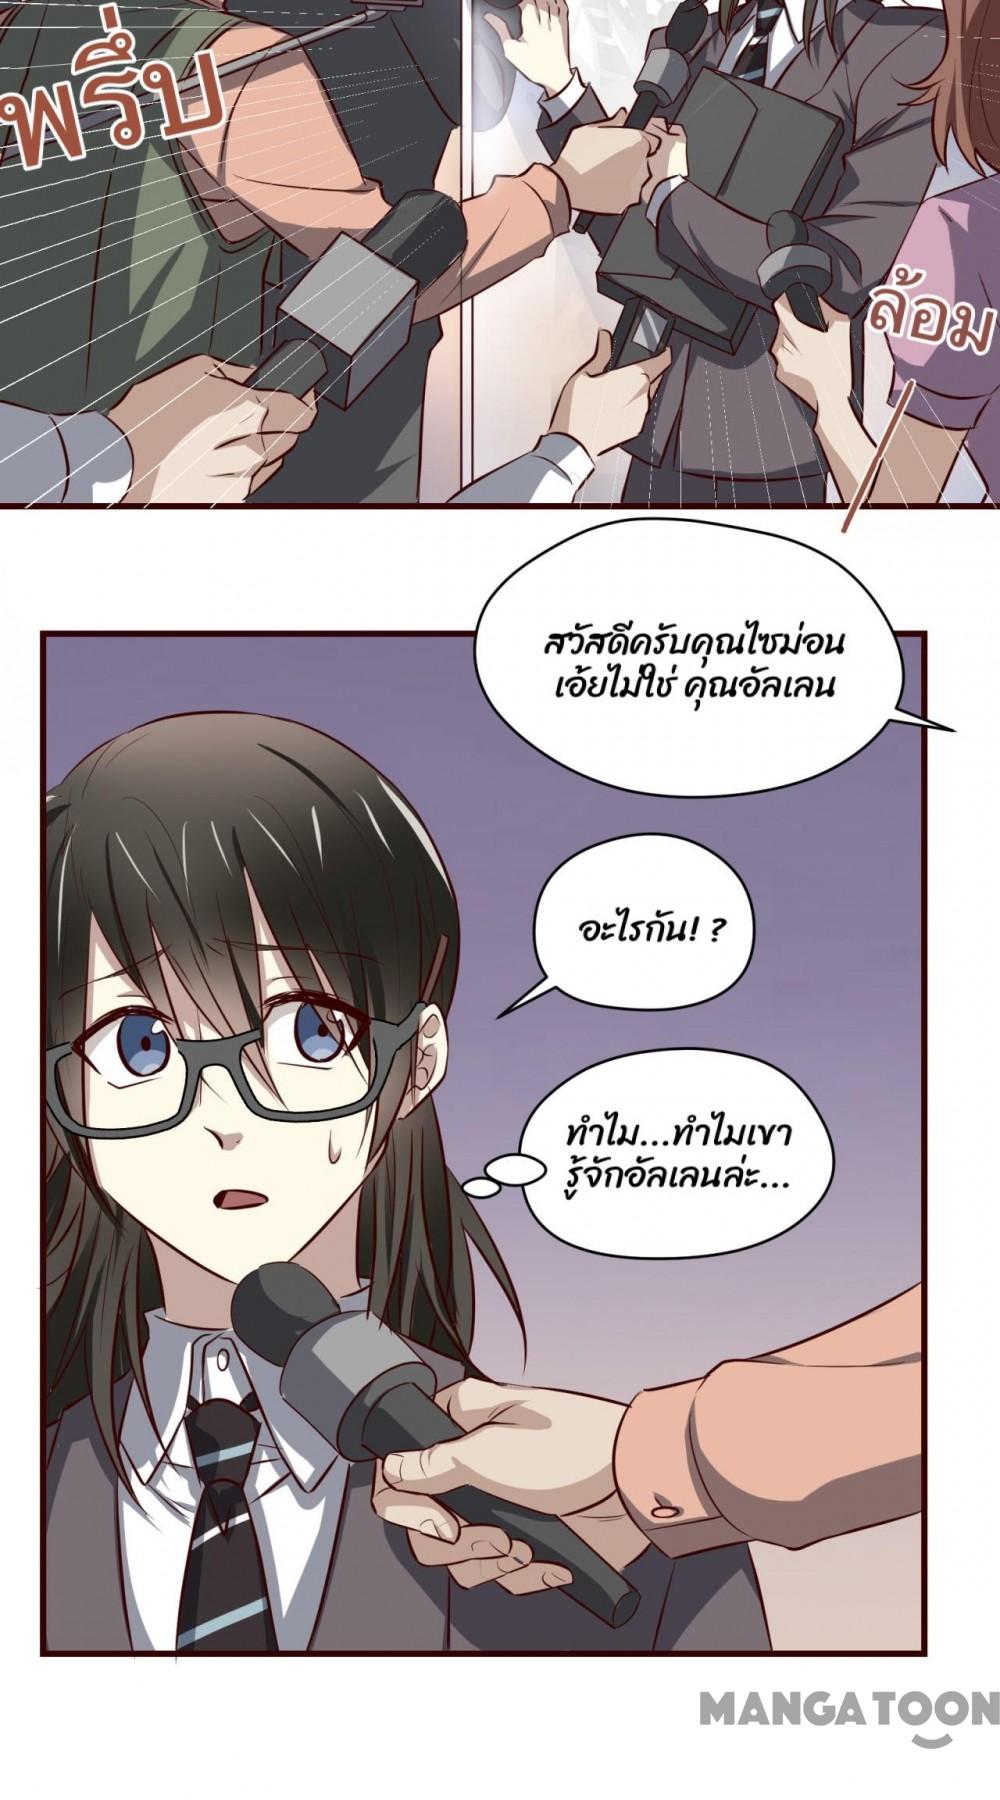 พรึ่บ
ล้อม
สวัสดีครับคุณไซม่อน
เอ้ยไม่ใช่ คุณอัลเลน
อะไรกัน! ?
ทำไม...ทำไมเขา
รู้จักอัลเลนล่ะ...
MANGATOON